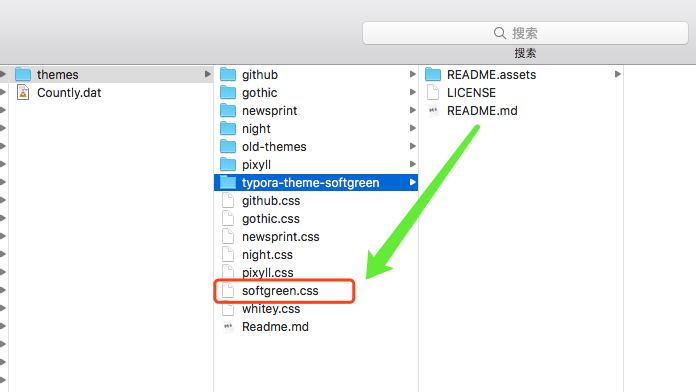 搜索
搜索
themes
Countly.dat
github
gothic
newsprint
night
old-themes
pixyll
typora-theme-softgreen
github.css
gothic.css
newsprint.css
night.css
pixyll.css
softgreen.css
whitey.css
Readme.md
README.assets
LICENSE
README.md